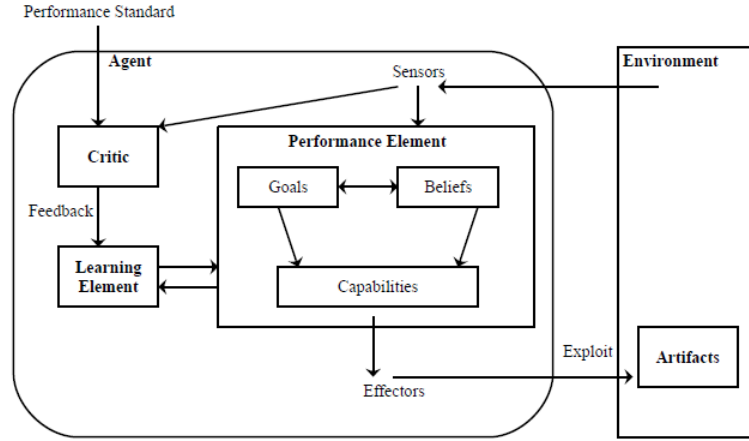 Performance Standard
Agent
Environment
Sensors
Critic
Performance Element
Goals
Beliefs
Feedback
Learning
Element
Capabilities
Exploit
Artifacts
Effectors